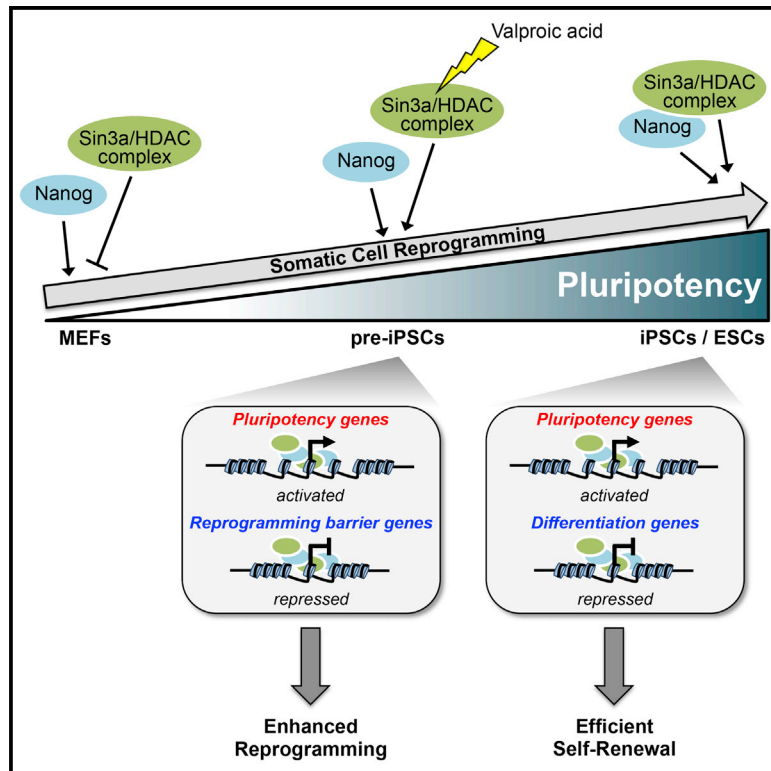 Valproic acid
Sin3a/HDAC
complex
Nanog
Sin3a/HDAC
complex
Nanog
Sin3a/HDAC
complex
Nanog
Somatic Cell Reprogramming
Pluripotency
MEFs
pre-iPSCs
iPSCs / ESCs
Pluripotency genes
activated
Reprogramming barrier genes
repressed
Pluripotency genes
activated
Differentiation genes
repressed
Enhanced
Reprogramming
Efficient
Self-Renewal